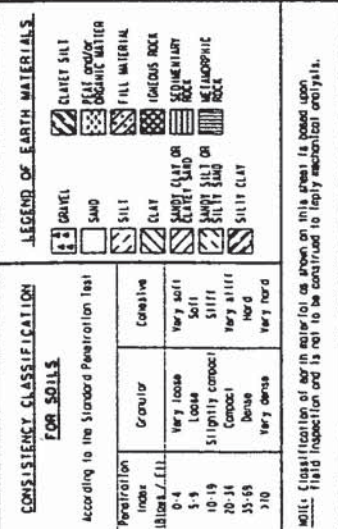 CONSISTENCY CLASSIFICATION
FOR SOILS
According to the Standard Penetration Test
Penetration Index (Blows / Ft) Granular Cohesive
0-4 Very loose Very soft
5-9 Loose Soft
10-19 Slightly compact Stiff
20-34 Compact Very stiff
35-69 Dense Hard
>70 Very dense Very hard
LEGEND OF EARTH MATERIALS
GRAVEL
SAND
SILT
CLAY
SANDY CLAY OR
CLAYEY SAND
SANDY SILT OR
SILTY SAND
SILTY CLAY
CLAYEY SILT
PEAT and/or
ORGANIC MATTER
FILL MATERIAL
IGNEOUS ROCK
SEDIMENTARY
ROCK
METAMORPHIC
ROCK
NOTE: Classification of earth material as shown on this sheet is based upon
field inspection and is not to be construed to imply mechanical analysis.